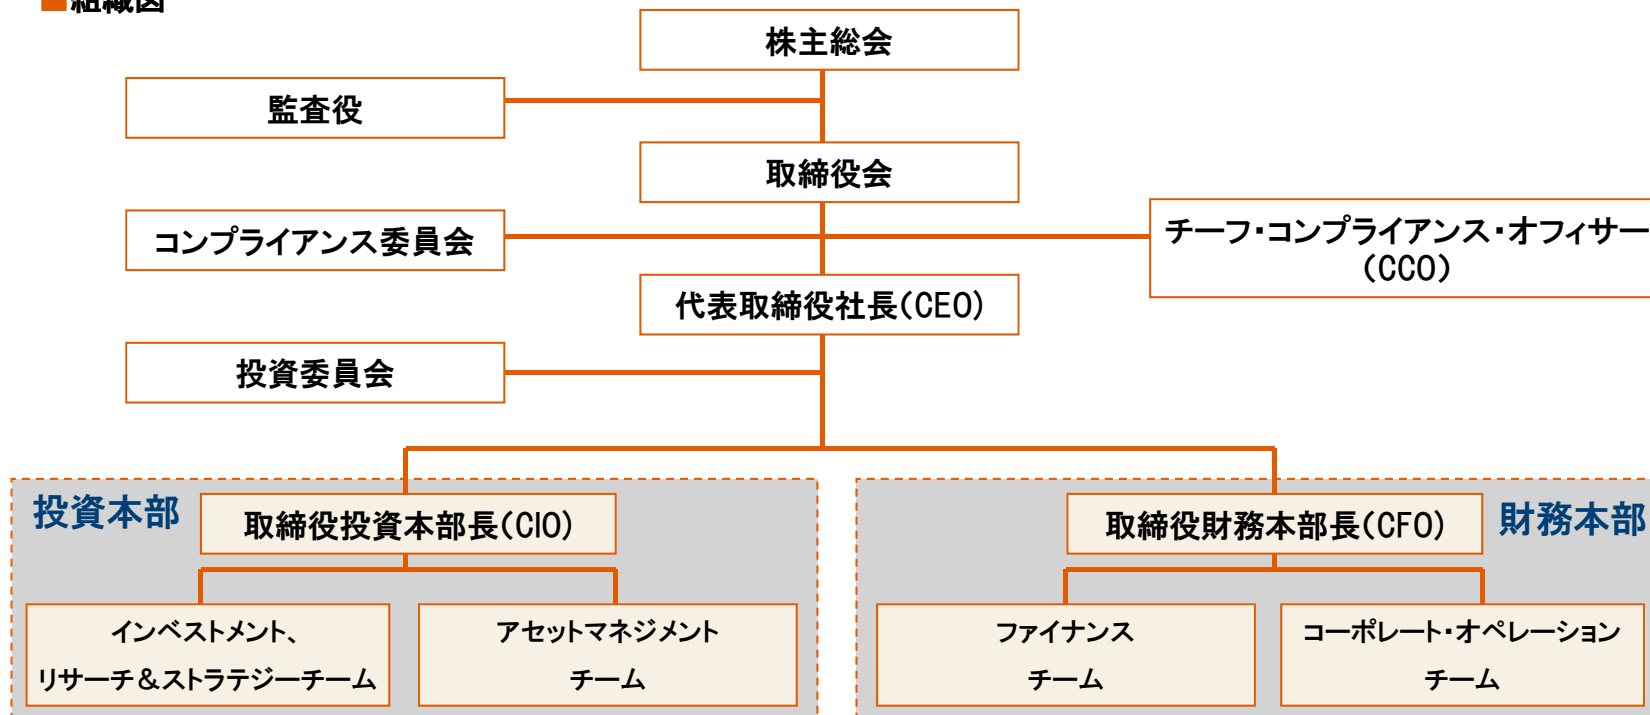 ■組織図
株主総会
監査役
取締役会
コンプライアンス委員会
チーフ・コンプライアンス・オフィサー
(CCO)
代表取締役社長(CEO)
投資委員会
投資本部
取締役投資本部長(CIO)
取締役財務本部長(CFO)
財務本部
インベストメント、
リサーチ&ストラテジーチーム
アセットマネジメント
チーム
ファイナンス
チーム
コーポレート・オペレーション
チーム